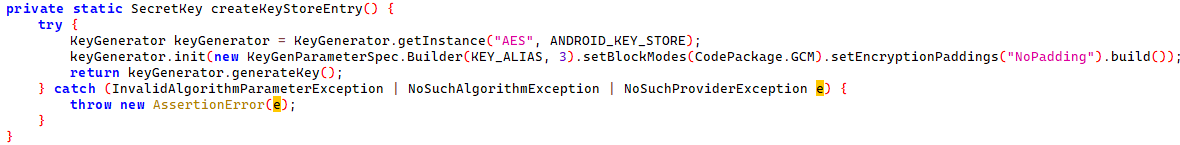 private static SecretKey createKeyStoreEntry() {
    try {
        KeyGenerator keyGenerator = KeyGenerator.getInstance("AES", ANDROID_KEY_STORE);
        keyGenerator.init(new KeyGenParameterSpec.Builder(KEY_ALIAS, 3).setBlockModes(CodePackage.GCM).setEncryptionPaddings("NoPadding").build());
        return keyGenerator.generateKey();
    } catch (InvalidAlgorithmParameterException | NoSuchAlgorithmException | NoSuchProviderException e) {
        throw new AssertionError(e);
    }
}